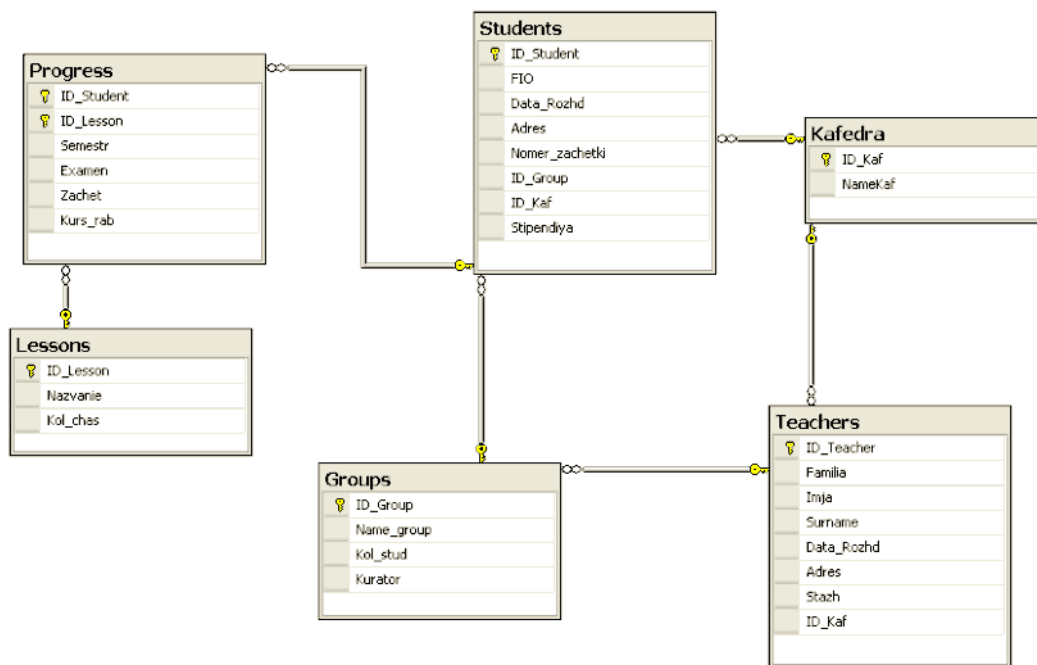 Progress
ID_Student
ID_Lesson
Semestr
Examen
Zachet
Kurs_rab
Students
ID_Student
FIO
Data_Rozhd
Adres
Nomer_zachetki
ID_Group
ID_Kaf
Stipendiya
Kafedra
ID_Kaf
NameKaf
Lessons
ID_Lesson
Nazvanie
Kol_chas
Groups
ID_Group
Name_group
Kol_stud
Kurator
Teachers
ID_Teacher
Familia
Imja
Surname
Data_Rozhd
Adres
Stazh
ID_Kaf